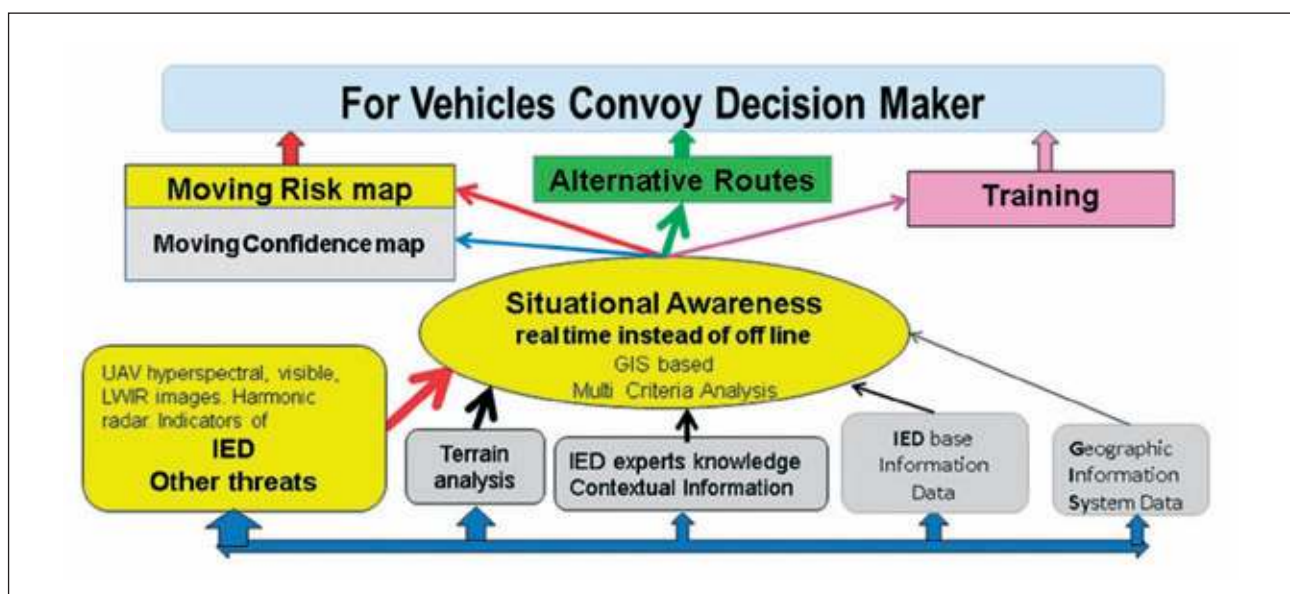 For Vehicles Convoy Decision Maker
Moving Risk map
Moving Confidence map
Alternative Routes
Training
Situational Awareness
real time instead of off line
GIS based
Multi Criteria Analysis
UAV hyperspectral, visible,
LWIR images. Harmonic
radar. Indicators of
IED
Other threats
Terrain
analysis
IED experts knowledge
Contextual Information
IED base
Information
Data
Geographic
Information
System Data